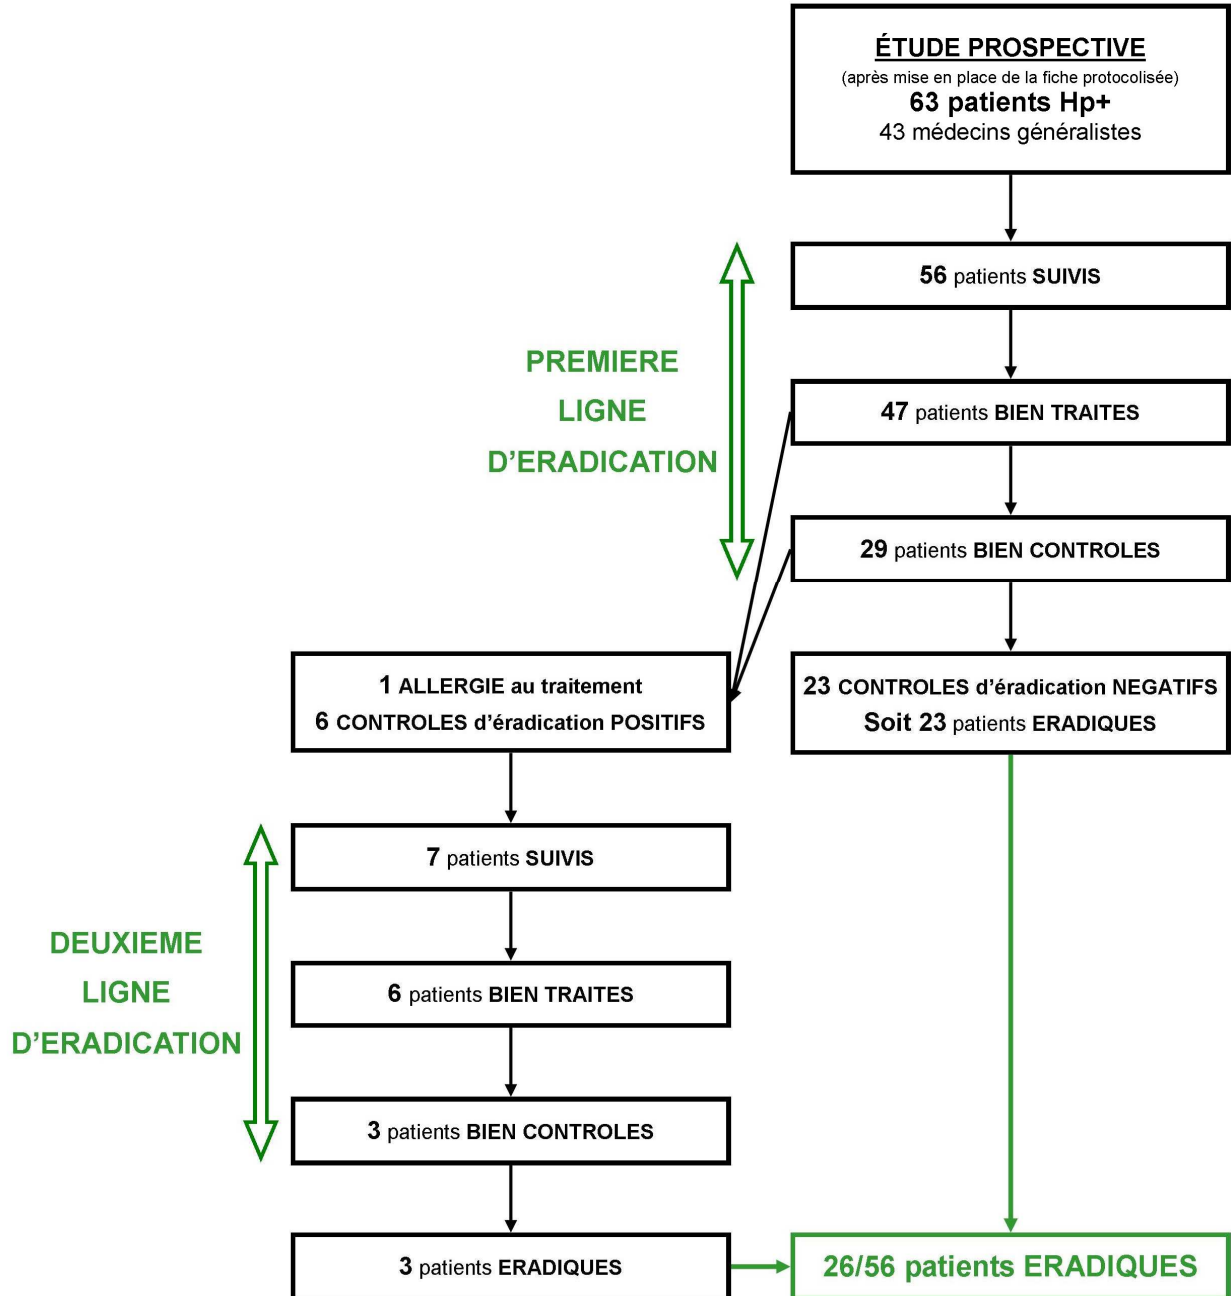 ÉTUDE PROSPECTIVE
(après mise en place de la fiche protocolisée)
63 patients Hp+
43 médecins généralistes
56 patients SUIVIS
PREMIERE
LIGNE
D'ERADICATION
47 patients BIEN TRAITES
29 patients BIEN CONTROLES
1 ALLERGIE au traitement
6 CONTROLES d'éradication POSITIFS
23 CONTROLES d'éradication NEGATIFS
Soit 23 patients ERADIQUES
DEUXIEME
LIGNE
D'ERADICATION
7 patients SUIVIS
6 patients BIEN TRAITES
3 patients BIEN CONTROLES
3 patients ERADIQUES
26/56 patients ERADIQUES